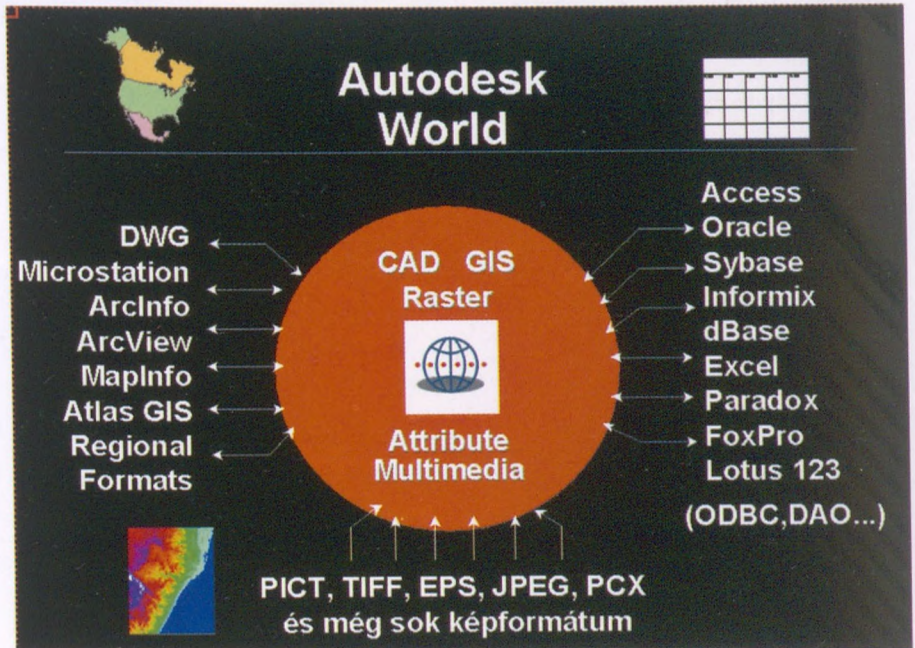 Autodesk
World
DWG
Microstation
ArcInfo
ArcView
MapInfo
Atlas GIS
Regional
Formats
CAD GIS
Raster
Attribute
Multimedia
Access
Oracle
Sybase
Informix
dBase
Excel
Paradox
FoxPro
Lotus 123
(ODBC,DAO...)
PICT, TIFF, EPS, JPEG, PCX
és még sok képformátum